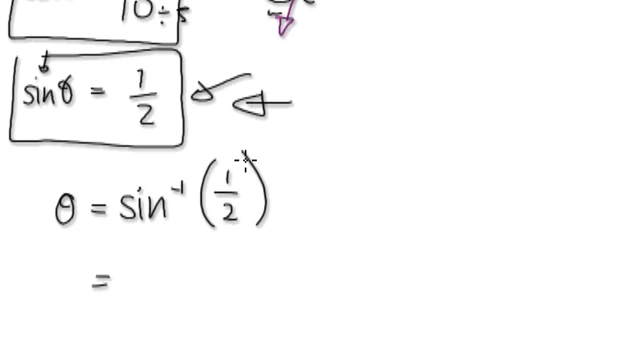 10 ÷ 5
sinθ = 1/2
θ = sin⁻¹ (1/2)
=